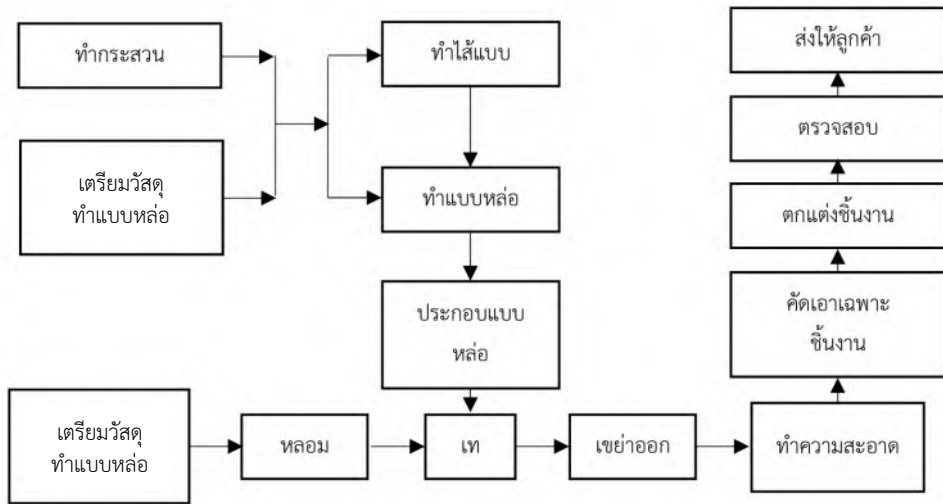 ทำกระสวน
ทำไส้แบบ
ส่งให้ลูกค้า
ตรวจสอบ
เตรียมวัสดุ
ทำแบบหล่อ
ทำแบบหล่อ
ตกแต่งชิ้นงาน
ประกอบแบบ
หล่อ
คัดเอาเฉพาะ
ชิ้นงาน
เตรียมวัสดุ
ทำแบบหล่อ
หลอม
เท
เขย่าออก
ทำความสะอาด